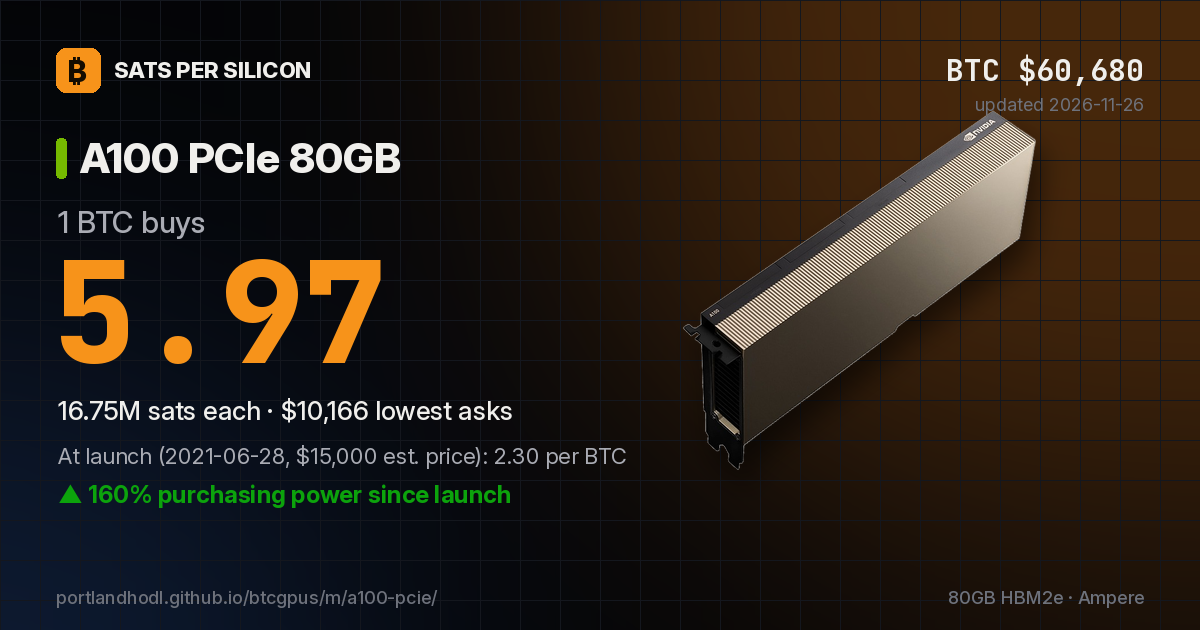 SATS PER SILICON
BTC $60,680
updated 2026-11-26
NVIDIA
A100 PCIe 80GB
1 BTC buys
5.97
A100
16.75M sats each · $10,166 lowest asks
At launch (2021-06-28, $15,000 est. price): 2.30 per BTC
▲ 160% purchasing power since launch
portlandhodl.github.io/btcgpus/m/a100-pcie/
80GB HBM2e · Ampere